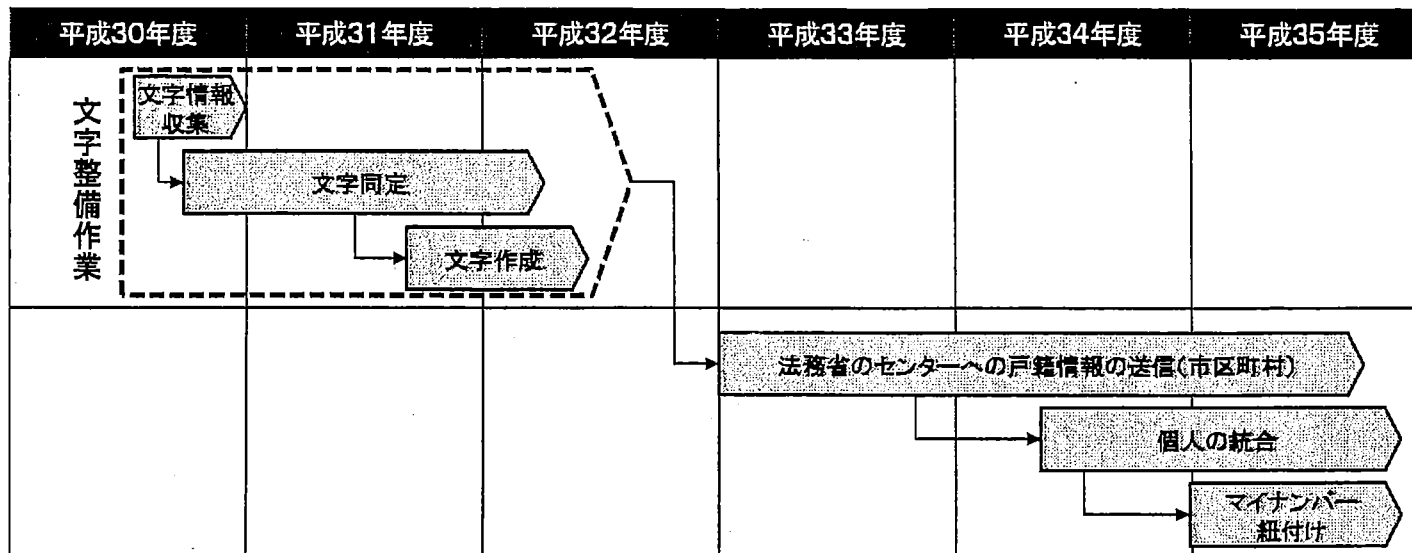 平成30年度 平成31年度 平成32年度 平成33年度 平成34年度 平成35年度
文字整備作業
文字情報
収集
文字同定
文字作成
法務省のセンターへの戸籍情報の送信(市区町村)
個人の統合
マイナンバー
紐付け